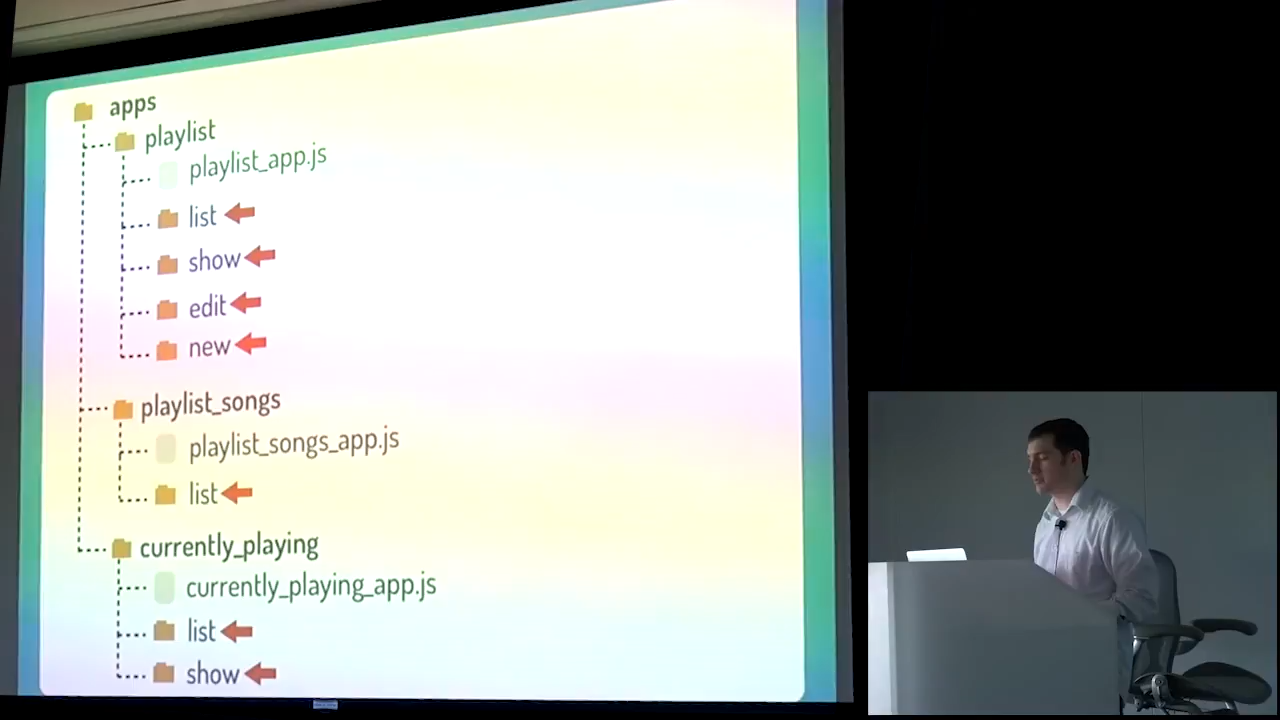 apps
playlist
playlist_app.js
list
show
edit
new
playlist_songs
playlist_songs_app.js
list
currently_playing
currently_playing_app.js
list
show